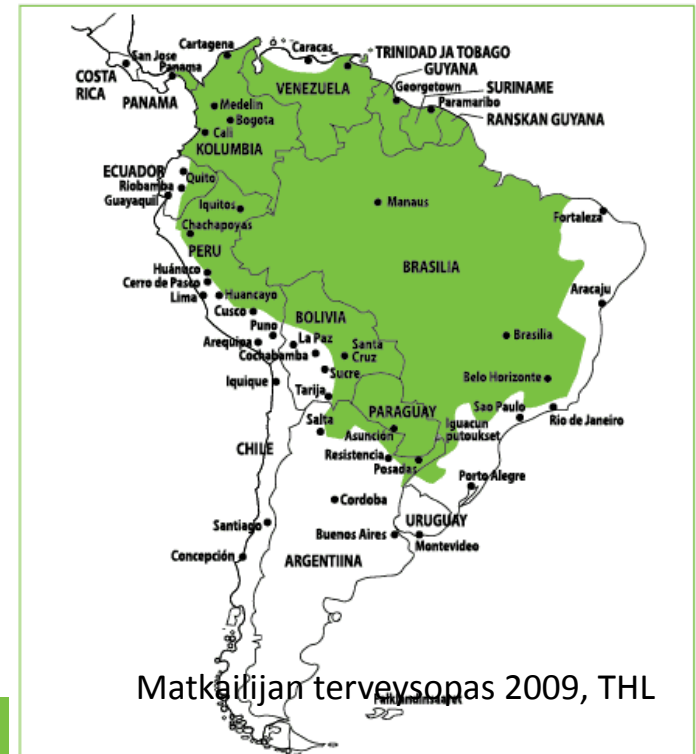 Cartagena
Caracas
TRINIDAD JA TOBAGO
San Jose
Panama
GUYANA
COSTA
RICA
PANAMA
VENEZUELA
Georgetown
SURINAME
Paramaribo
RANSKAN GUYANA
Medelin
Bogota
Cali
KOLUMBIA
ECUADOR
Quito
Riobamba
Guayaquil
Iquitos
Manaus
Fortaleza
Chachapoyas
PERU
BRASILIA
Huánuco
Cerro de Pasco
Lima
Huancayo
Aracaju
Cusco
BOLIVIA
Puno
La Paz
Brasilia
Arequipa
Santa
Cruz
Cochabamba
Sucre
Belo Horizonte
Iquique
Tarija
Sao Paulo
Rio de Janeiro
PARAGUAY
Salta
Iguacun
putoukset
Asunción
CHILE
Resistencia
Posadas
Porto Alegre
Cordoba
Santiago
URUGUAY
Buenos Aires
Montevideo
Concepción
ARGENTIINA
Matkailijan terveysopas 2009, THL
Falklandinsaaret